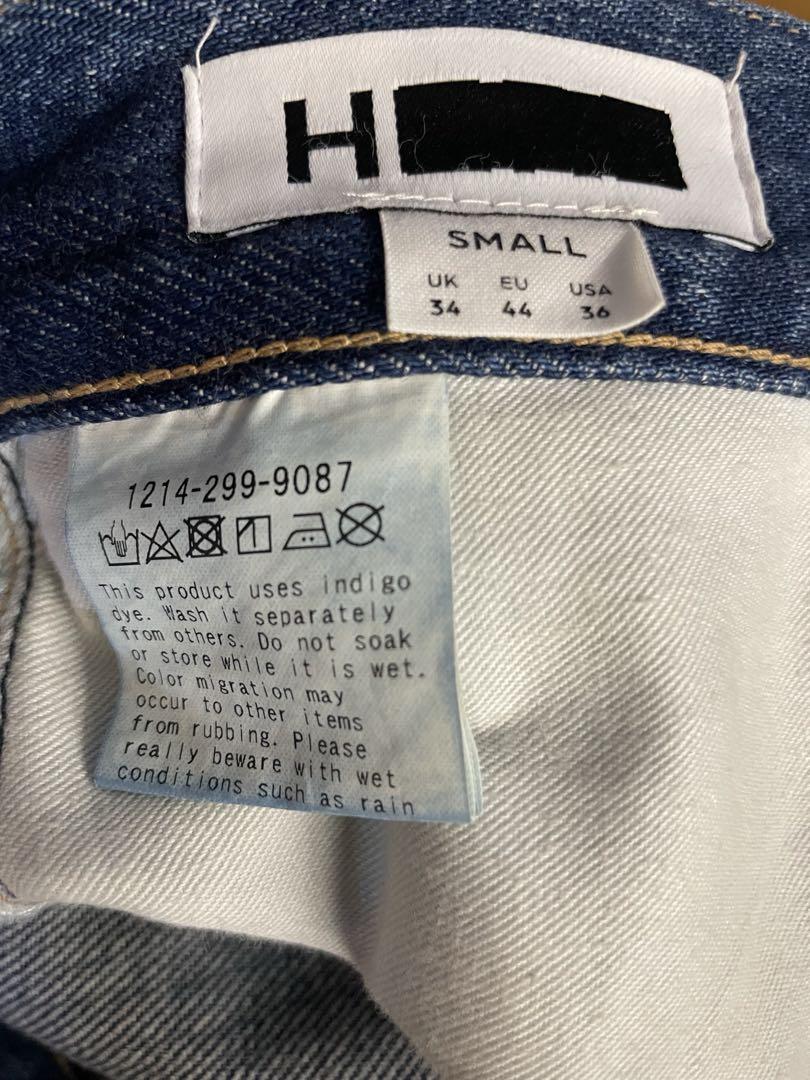 H
SMALL
UK EU USA
34 44 36
1214-299-9087
This product uses indigo
dye. Wash it separately
from others. Do not soak
or store while it is wet.
Color migration may
occur to other items
from rubbing. Please
really beware with wet
conditions such as rain